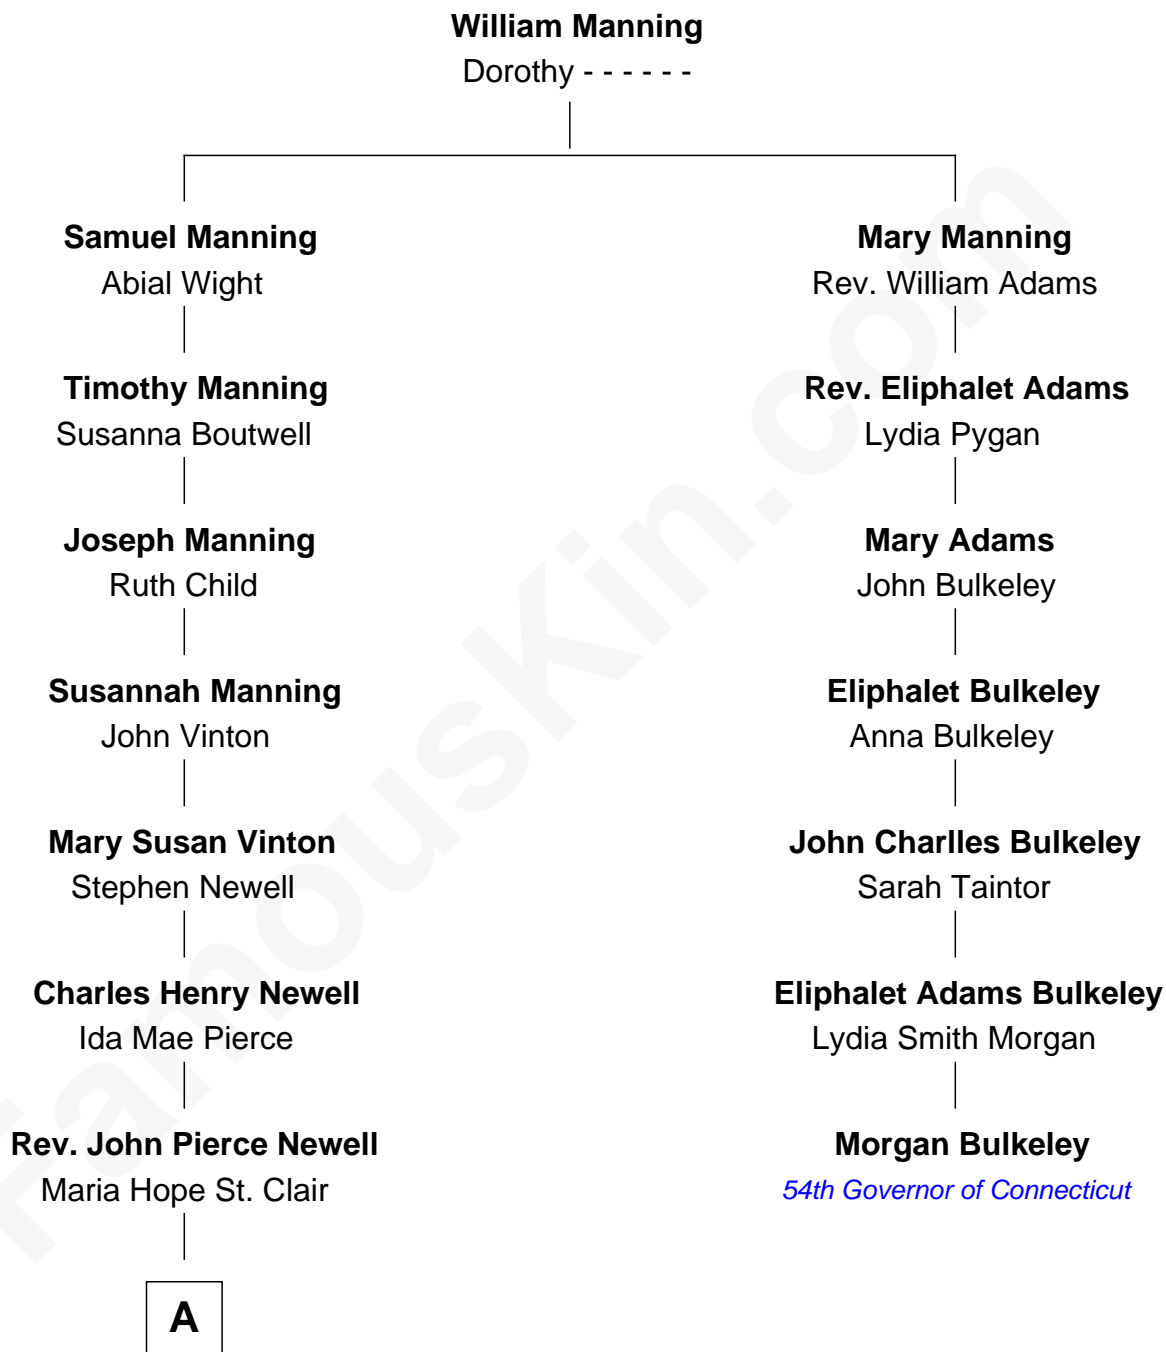 William Manning
Dorothy - - - - - -
Samuel Manning
Abial Wight
Mary Manning
Rev. William Adams
Timothy Manning
Susanna Boutwell
Rev. Eliphalet Adams
Lydia Pygan
Joseph Manning
Ruth Child
Mary Adams
John Bulkeley
Susannah Manning
John Vinton
Eliphalet Bulkeley
Anna Bulkeley
Mary Susan Vinton
Stephen Newell
John Charlles Bulkeley
Sarah Taintor
Charles Henry Newell
Ida Mae Pierce
Eliphalet Adams Bulkeley
Lydia Smith Morgan
Rev. John Pierce Newell
Maria Hope St. Clair
Morgan Bulkeley
54th Governor of Connecticut
A
FamousKin.com